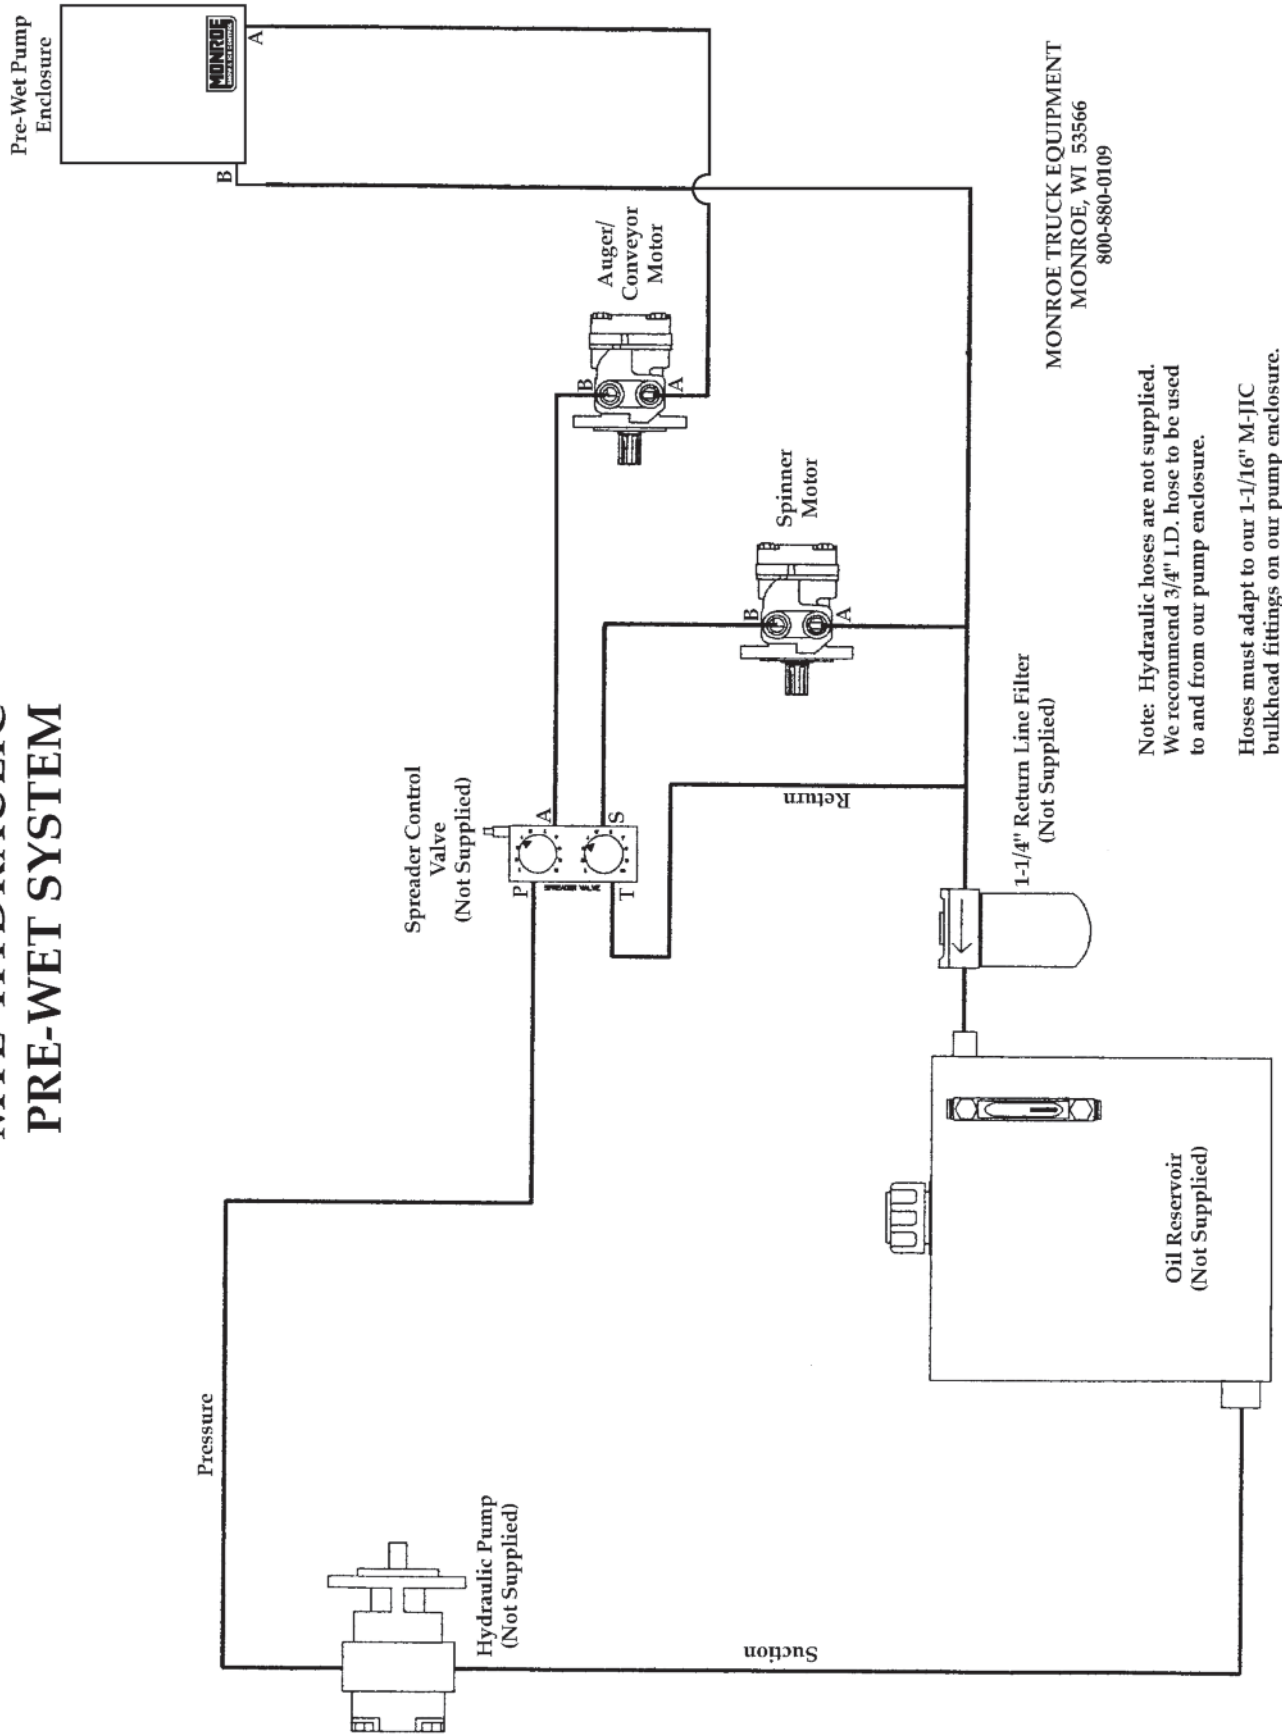 PRE-WET SYSTEM
Pre-Wet Pump
Enclosure
MONROE
A
B
Auger/
Conveyor
Motor
B
A
Spinner
Motor
B
A
Spreader Control
Valve
(Not Supplied)
P
A
T
S
SPREADER VALVE
Pressure
Return
Suction
Hydraulic Pump
(Not Supplied)
1-1/4" Return Line Filter
(Not Supplied)
Oil Reservoir
(Not Supplied)
MONROE TRUCK EQUIPMENT
MONROE, WI 53566
800-880-0109
Note: Hydraulic hoses are not supplied.
We recommend 3/4" I.D. hose to be used
to and from our pump enclosure.
Hoses must adapt to our 1-1/16" M-JIC
bulkhead fittings on our pump enclosure.